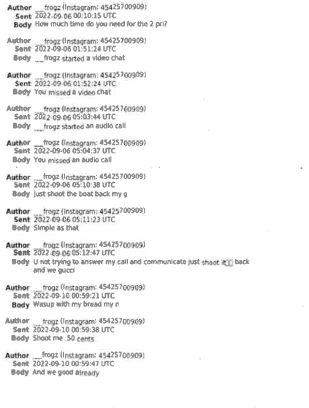 Author __frogz (Instagram: 45425700909)
Sent 2022-09-06 00:10:15 UTC
Body How much time do you need for the 2 pri?
Author __frogz (Instagram: 45425700909)
Sent 2022-09-06 01:51:24 UTC
Body __frogz started a video chat
Author __frogz (Instagram: 45425700909)
Sent 2022-09-06 01:52:24 UTC
Body You missed a video chat
Author __frogz (Instagram: 45425700909)
Sent 2022-09-06 05:03:44 UTC
Body __frogz started an audio call
Author __frogz (Instagram: 45425700909)
Sent 2022-09-06 05:04:37 UTC
Body You missed an audio call
Author __frogz (Instagram: 45425700909)
Sent 2022-09-06 05:10:38 UTC
Body Just shoot the boat back my g
Author __frogz (Instagram: 45425700909)
Sent 2022-09-06 05:11:23 UTC
Body Simple as that
Author __frogz (Instagram: 45425700909)
Sent 2022-09-06 05:12:47 UTC
Body U not trying to answer my call and communicate just shoot it back
and we gucci
Author __frogz (Instagram: 45425700909)
Sent 2022-09-10 00:59:21 UTC
Body Wasup with my bread my n
Author __frogz (Instagram: 45425700909)
Sent 2022-09-10 00:59:38 UTC
Body Shoot me .50 cents
Author __frogz (Instagram: 45425700909)
Sent 2022-09-10 00:59:47 UTC
Body And we good already